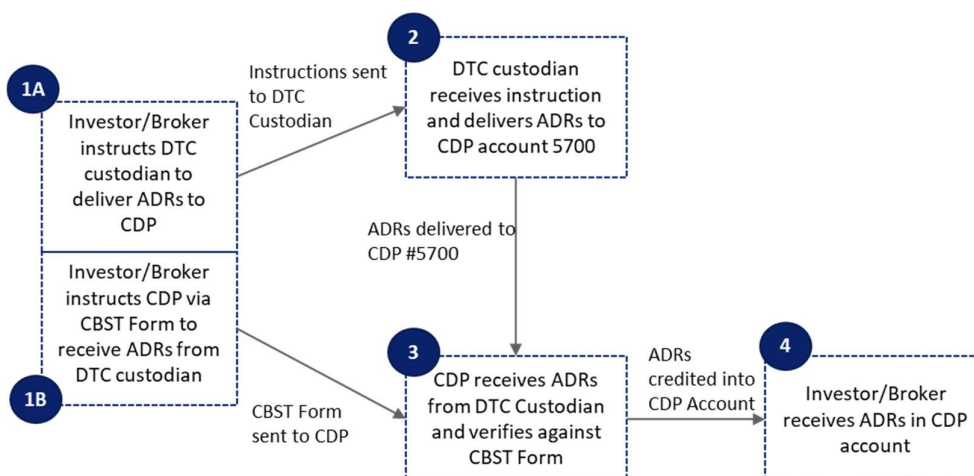 1A
Investor/Broker
instructs DTC
custodian to
deliver ADRs to
CDP
Investor/Broker
instructs CDP via
CBST Form to
receive ADRs from
DTC custodian
1B
Instructions sent
to DTC
Custodian
2
DTC custodian
receives instruction
and delivers ADRs to
CDP account 5700
ADRs delivered to
CDP #5700
CBST Form
sent to CDP
3
CDP receives ADRs
from DTC Custodian
and verifies against
CBST Form
ADRs
credited into
CDP Account
4
Investor/Broker
receives ADRs in CDP
account